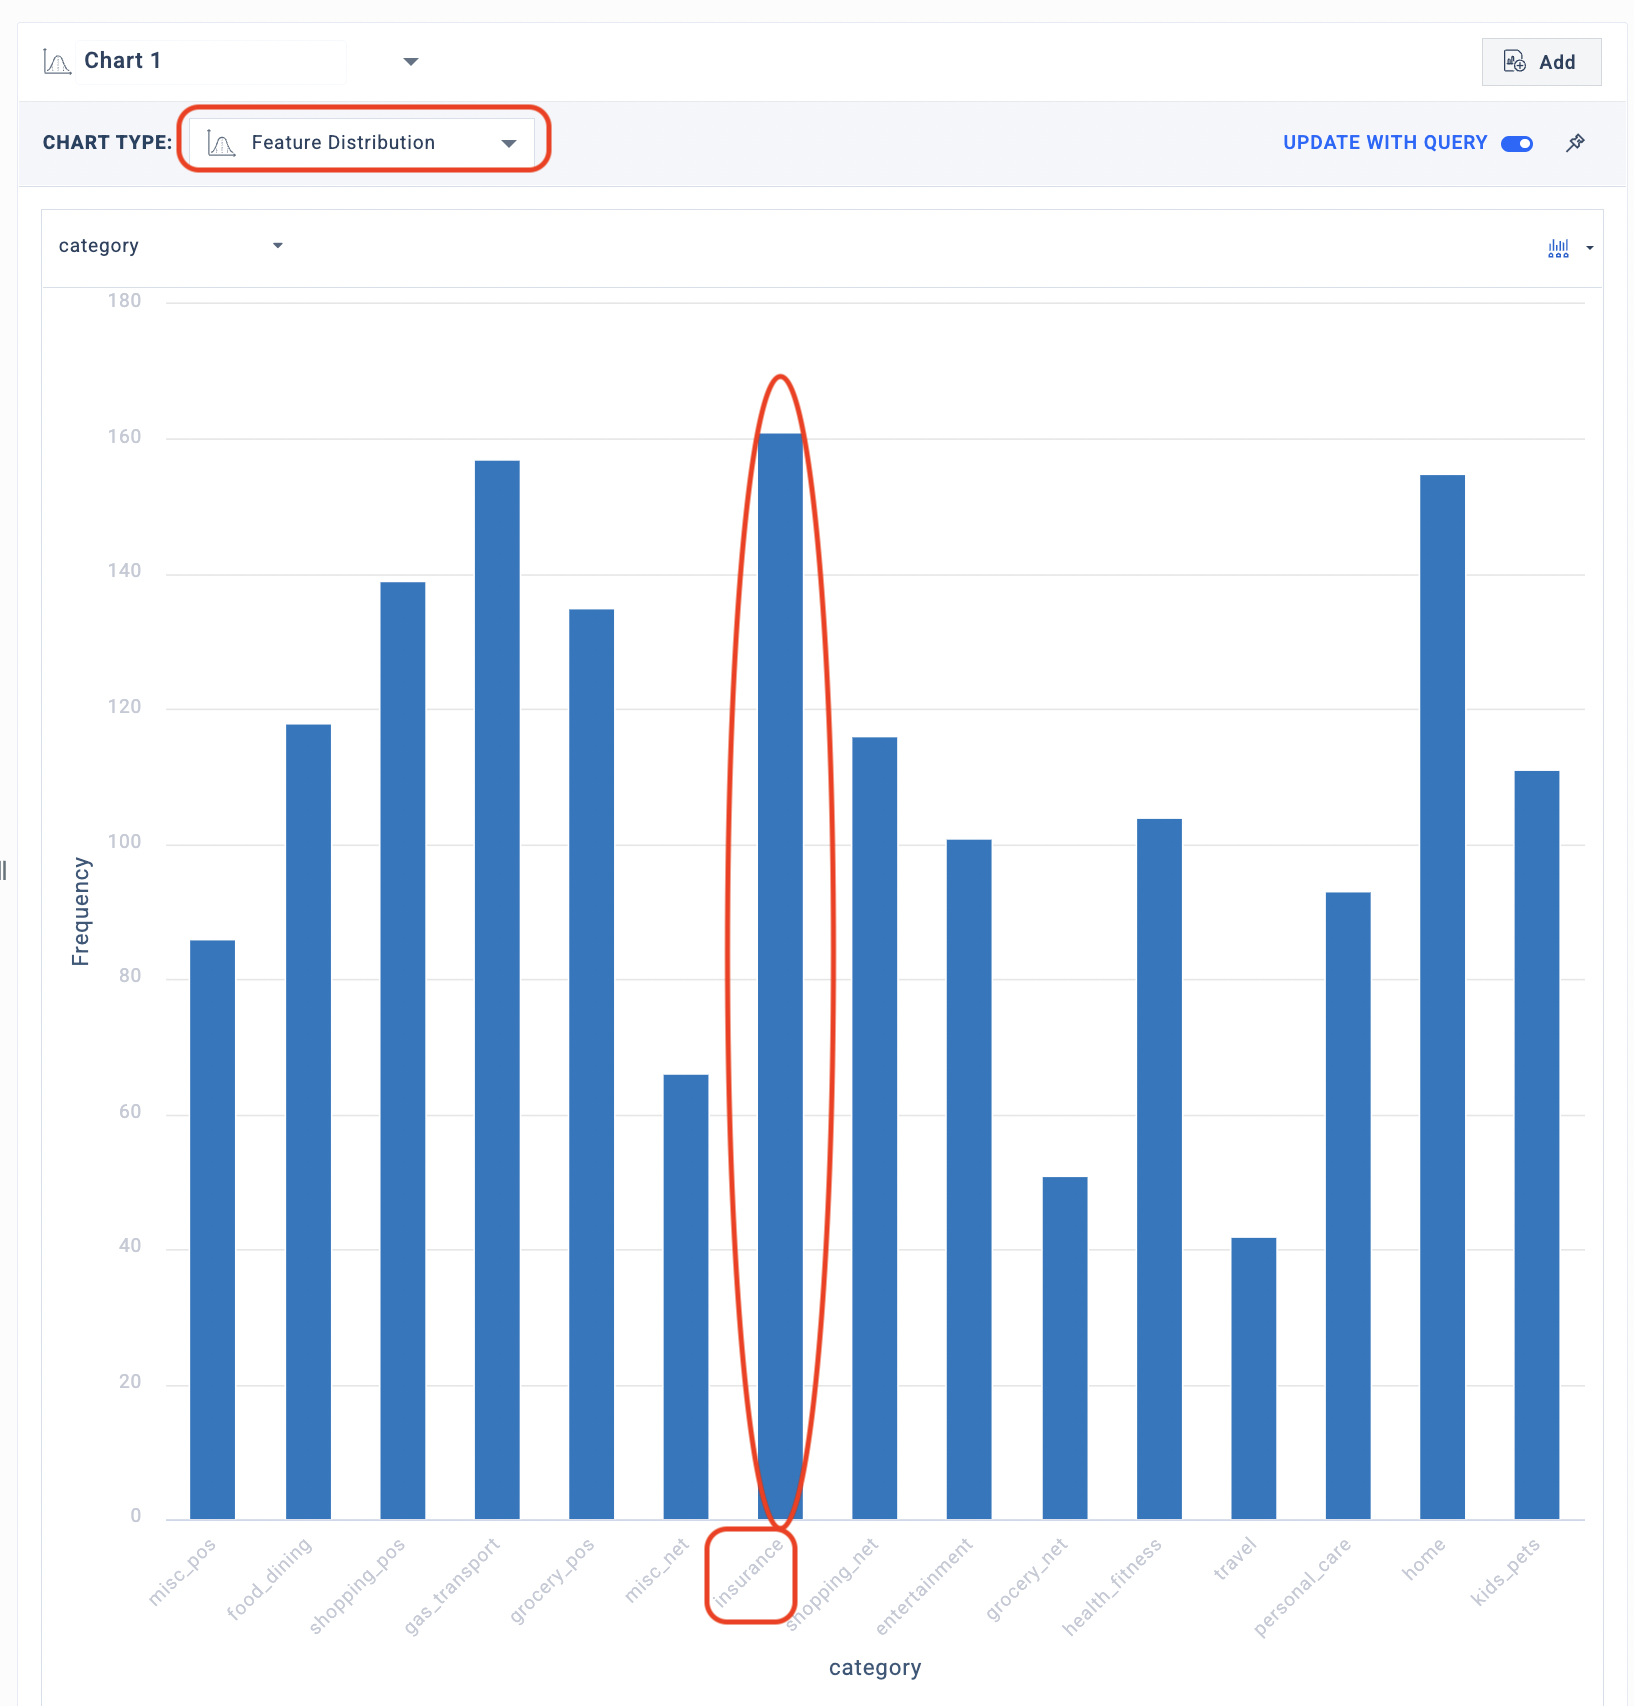 Chart 1
Add
CHART TYPE: Feature Distribution
UPDATE WITH QUERY
category
180
160
140
120
100
80
60
40
20
0
Frequency
misc_pos
food_dining
shopping_pos
gas_transport
grocery_pos
misc_net
insurance
shopping_net
entertainment
grocery_net
health_fitness
travel
personal_care
home
kids_pets
category